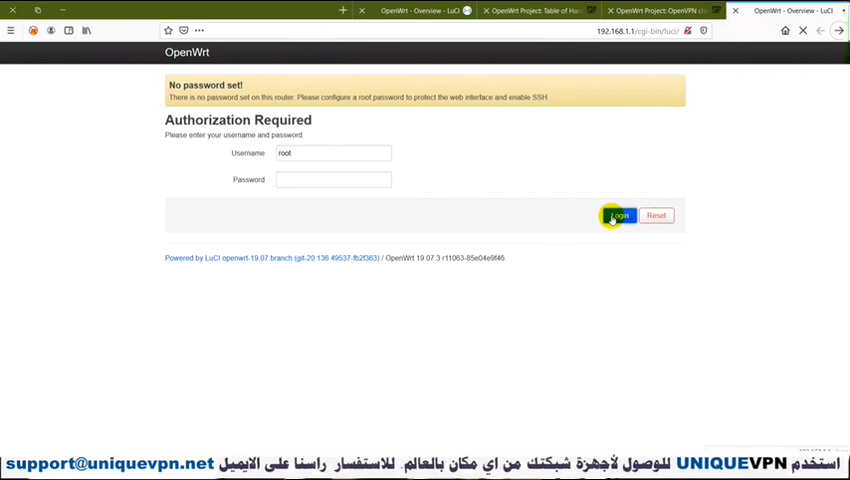 OpenWrt - Overview - LuCI
OpenWrt Project: Table of Har
OpenWrt Project: OpenVPN cli
OpenWrt - Overview - LuCI
192.168.1.1/cgi-bin/luci/
OpenWrt
No password set!
There is no password set on this router. Please configure a root password to protect the web interface and enable SSH.
Authorization Required
Please enter your username and password.
Username root
Password
Login Reset
Powered by LuCI openwrt-19.07 branch (git-20.136.49537-fb2f363) / OpenWrt 19.07.3 r11063-85e04e9f46
استخدم UNIQUEVPN للوصول لأجهزة شبكتك من اي مكان بالعالم. للاستفسار راسنا على الايميل support@uniquevpn.net